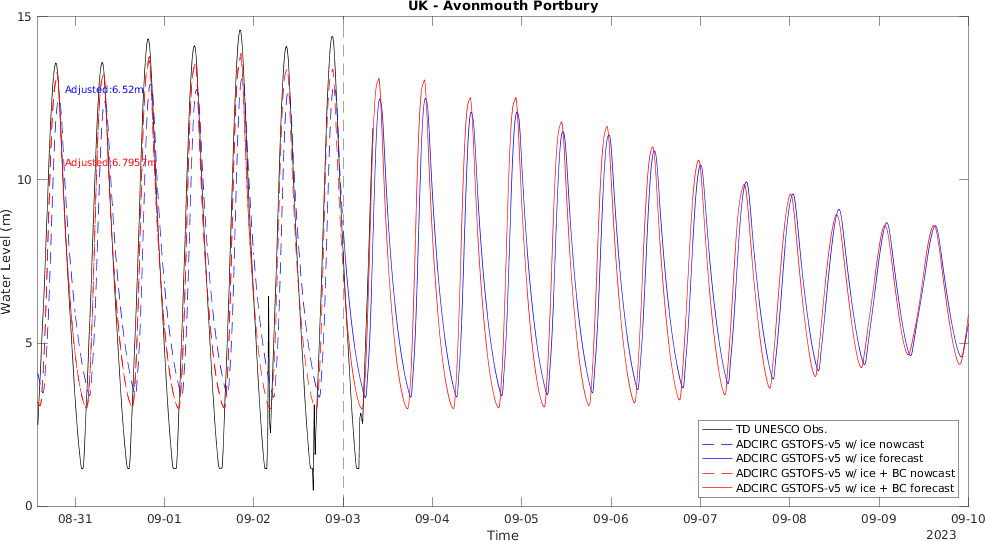 UK - Avonmouth Portbury
15
10
5
0
Water Level (m)
Adjusted:6.52m
Adjusted:6.7957m
TD UNESCO Obs.
ADCIRC GSTOFS-v5 w/ ice nowcast
ADCIRC GSTOFS-v5 w/ ice forecast
ADCIRC GSTOFS-v5 w/ ice + BC nowcast
ADCIRC GSTOFS-v5 w/ ice + BC forecast
08-31 09-01 09-02 09-03 09-04 09-05 09-06 09-07 09-08 09-09 09-10
Time
2023